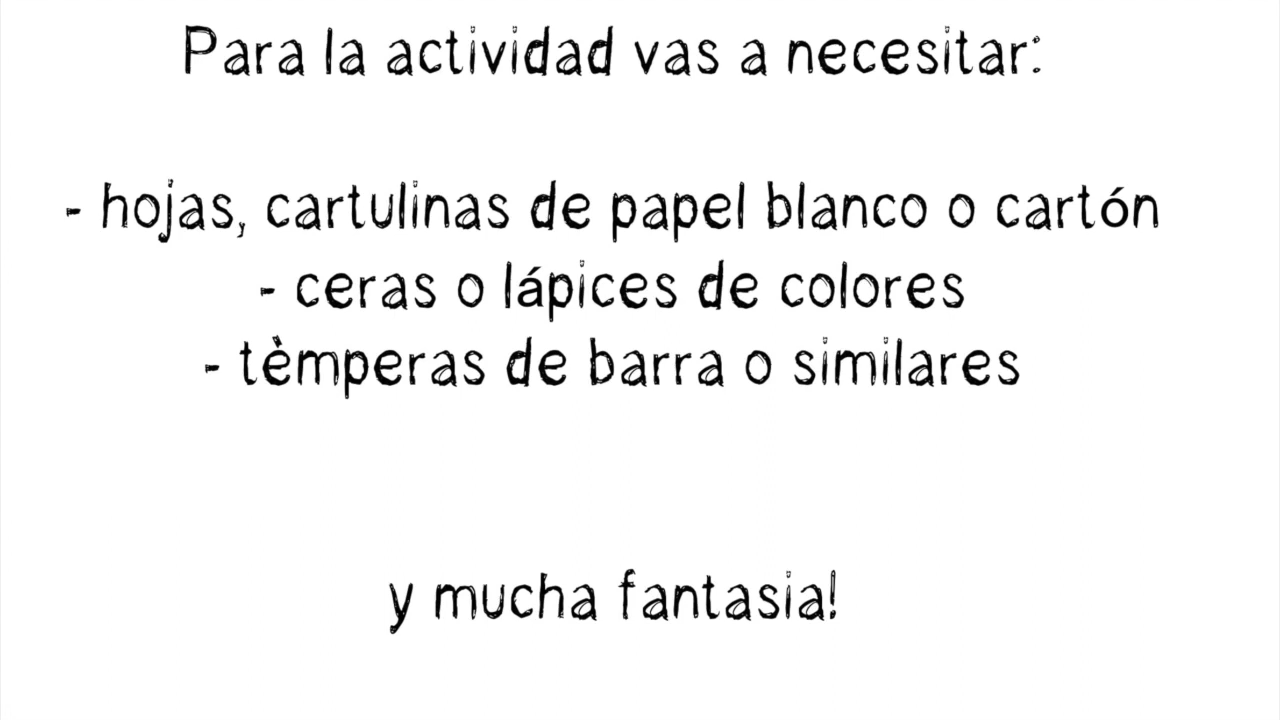 Para la actividad vas a necesitar:
- hojas, cartulinas de papel blanco o cartón
- ceras o lápices de colores
- tèmperas de barra o similares
y mucha fantasia!